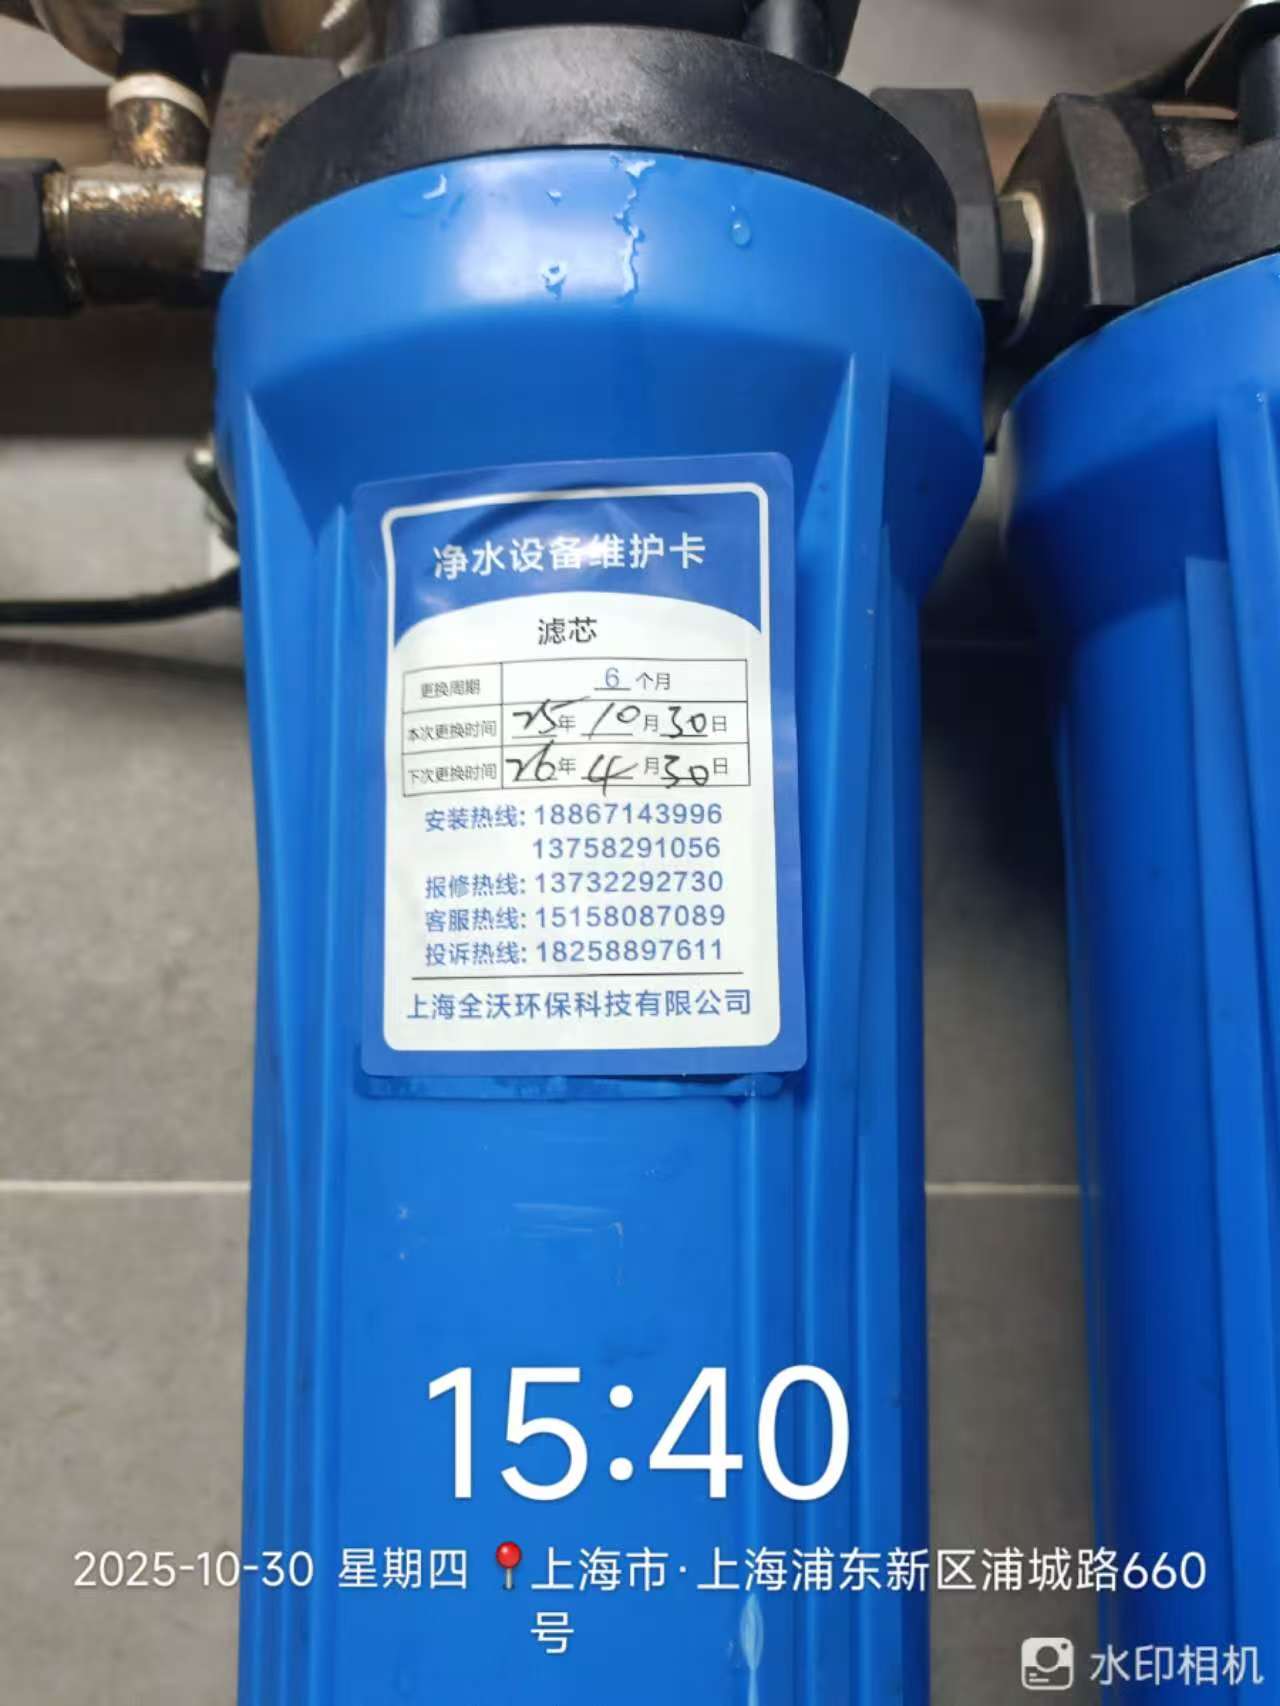 净水设备维护卡
滤芯
更换周期 6 个月
本次更换时间 25年 10月30日
下次更换时间 26年 4月30日
安装热线: 18867143996
13758291056
报修热线: 13732292730
客服热线: 15158087089
投诉热线: 18258897611
上海全沃环保科技有限公司
15:40
2025-10-30 星期四 上海市·上海浦东新区浦城路660
号
水印相机